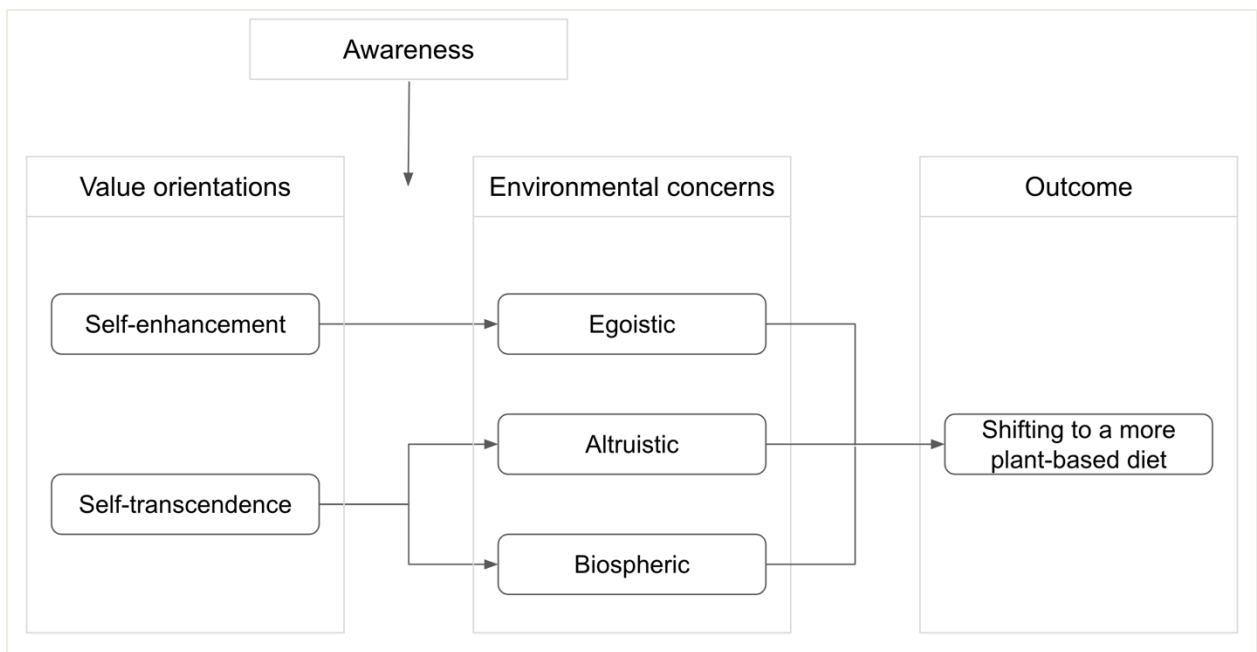 Awareness
Value orientations
Environmental concerns
Outcome
Self-enhancement
Egoistic
Altruistic
Shifting to a more
plant-based diet
Self-transcendence
Biospheric